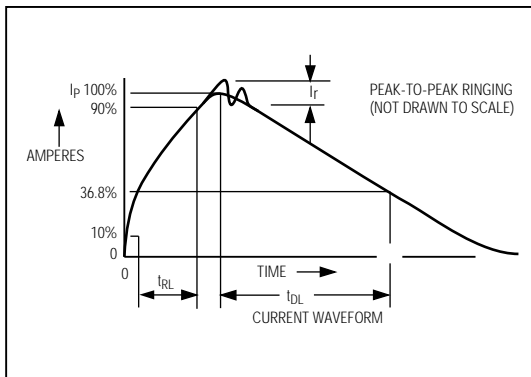 IP 100%
90%
AMPERES
36.8%
10%
0
0
Ir
PEAK-TO-PEAK RINGING
(NOT DRAWN TO SCALE)
TIME
tRL
tDL
CURRENT WAVEFORM